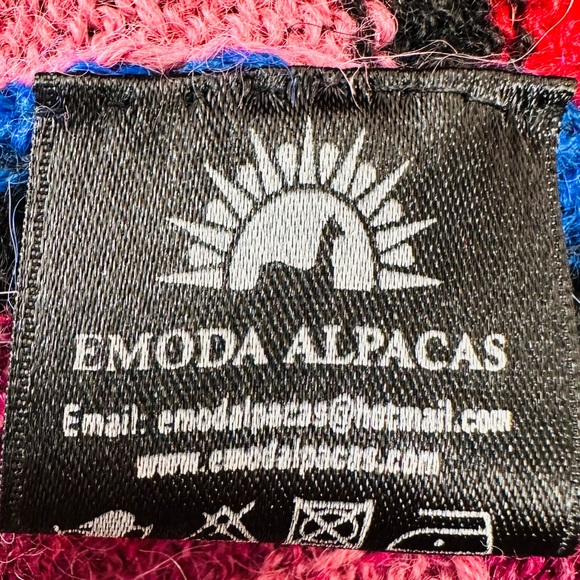 EMODA ALPACAS
Email: emodalpacas@hotmail.com
www.emodalpacas.com